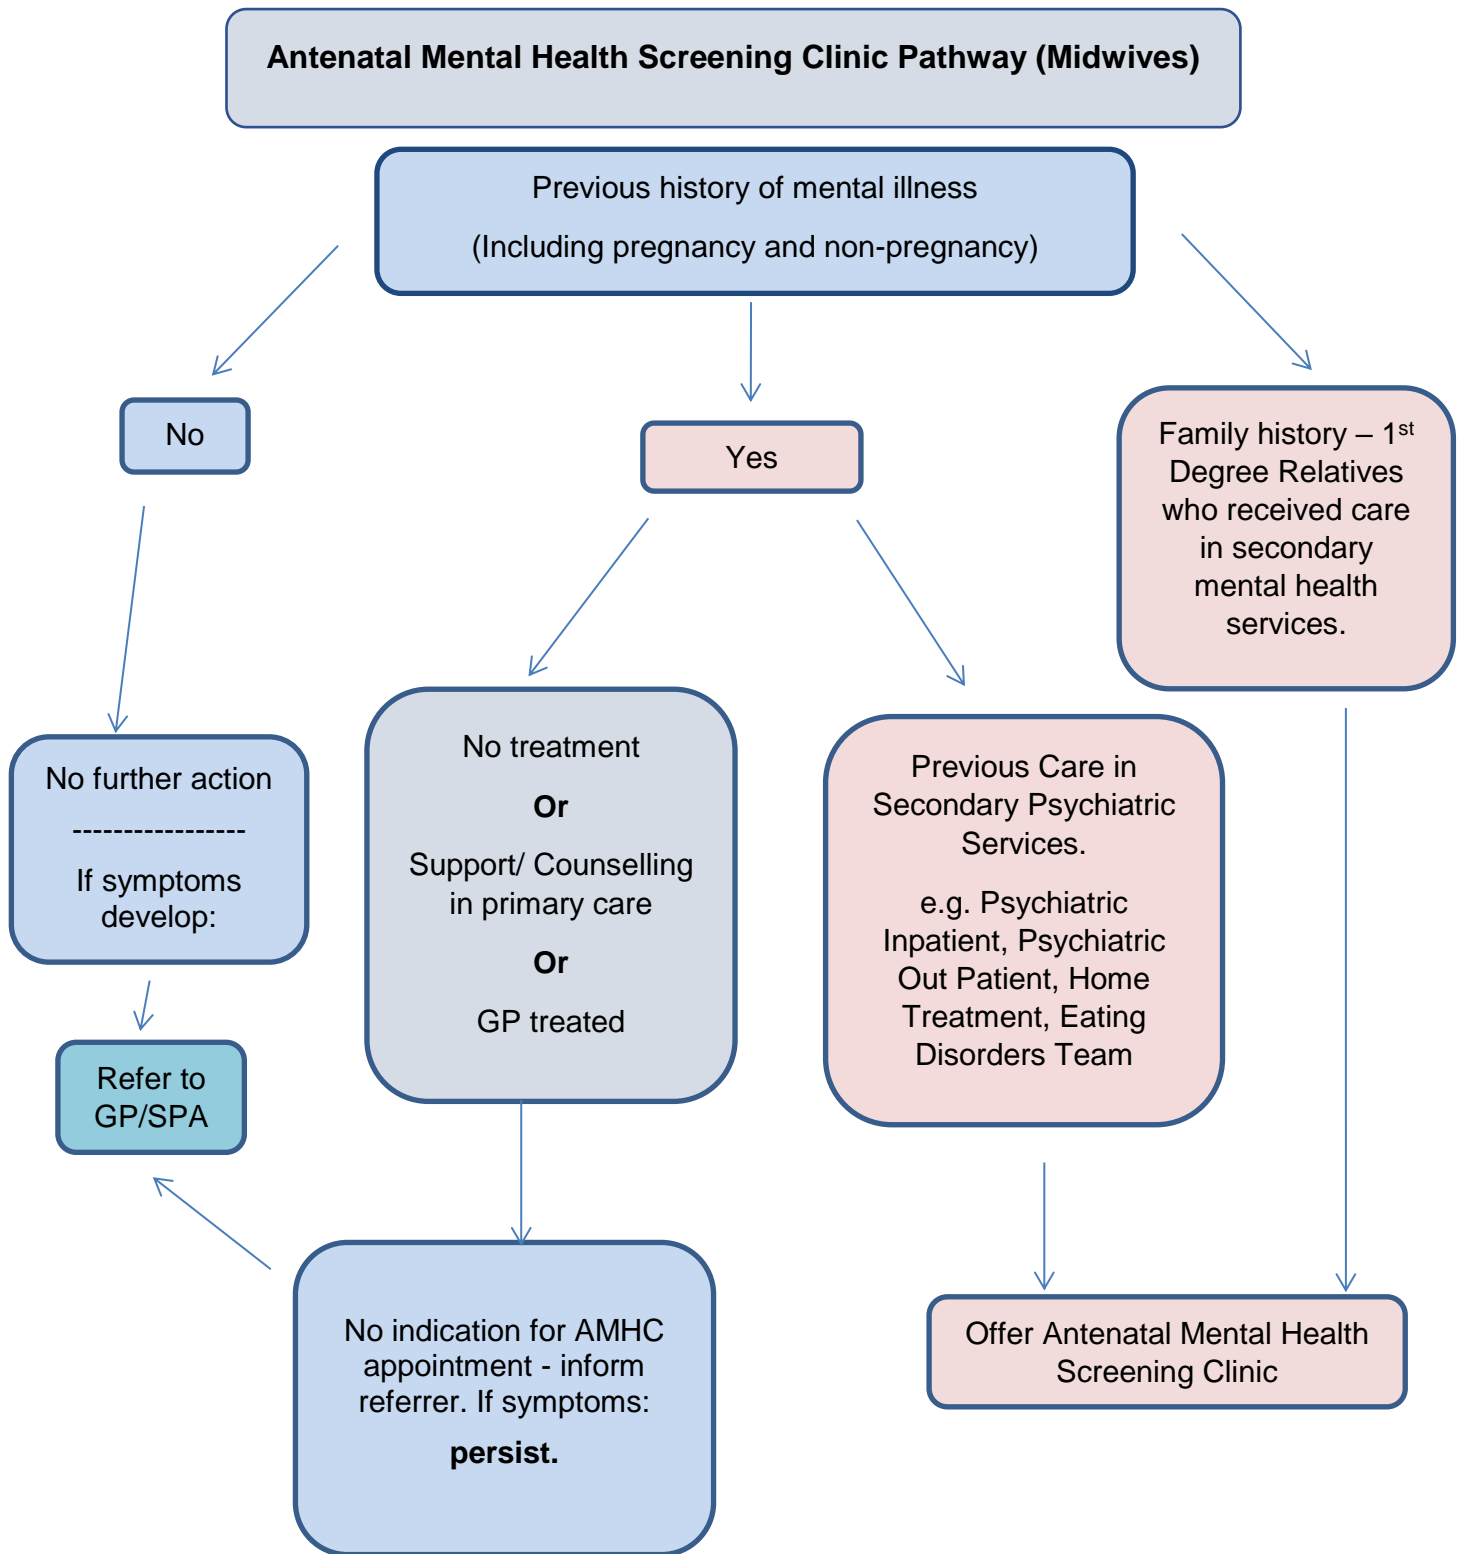 Antenatal Mental Health Screening Clinic Pathway (Midwives)
Previous history of mental illness
(Including pregnancy and non-pregnancy)
No
Yes
Family history – 1st
Degree Relatives
who received care
in secondary
mental health
services.
No further action
-----------------
If symptoms
develop:
Refer to
GP/SPA
No treatment
Or
Support/ Counselling
in primary care
Or
GP treated
Previous Care in
Secondary Psychiatric
Services.
e.g. Psychiatric
Inpatient, Psychiatric
Out Patient, Home
Treatment, Eating
Disorders Team
No indication for AMHC
appointment - inform
referrer. If symptoms:
persist.
Offer Antenatal Mental Health
Screening Clinic